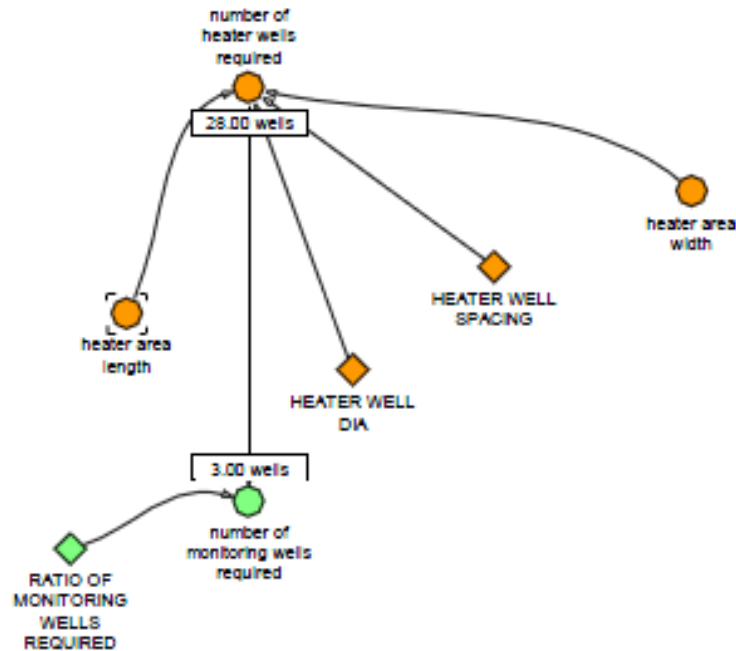 number of
heater wells
required
28.00 wells
heater area
width
HEATER WELL
SPACING
heater area
length
HEATER WELL
DIA
3.00 wells
number of
monitoring wells
required
RATIO OF
MONITORING
WELLS
REQUIRED